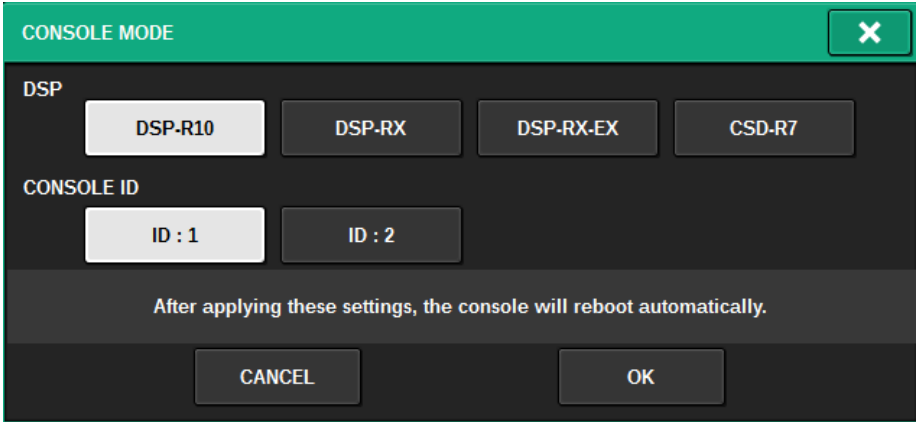 CONSOLE MODE
DSP
DSP-R10 DSP-RX DSP-RX-EX CSD-R7
CONSOLE ID
ID : 1 ID : 2
After applying these settings, the console will reboot automatically.
CANCEL OK